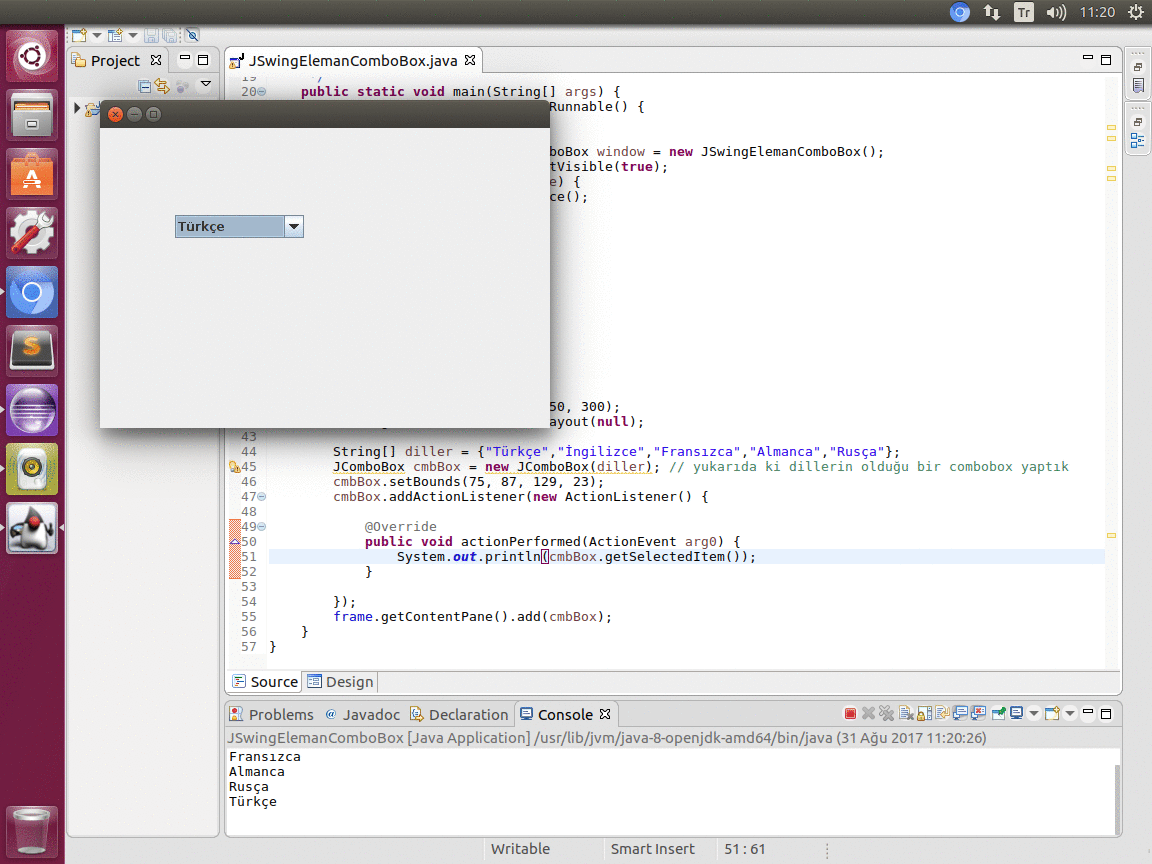 Tr 11:20
Project
JSwingElemanComboBox.java
19 */
20 public static void main(String[] args) {
Runnable() {
boBox window = new JSwingElemanComboBox();
tVisible(true);
e) {
ce();
Türkçe
50, 300);
ayout(null);
43
44 String[] diller = {"Türkçe","İngilizce","Fransızca","Almanca","Rusça"};
45 JComboBox cmbBox = new JComboBox(diller); // yukarıda ki dillerin olduğu bir combobox yaptık
46 cmbBox.setBounds(75, 87, 129, 23);
47 cmbBox.addActionListener(new ActionListener() {
48
49 @Override
50 public void actionPerformed(ActionEvent arg0) {
51 System.out.println(cmbBox.getSelectedItem());
52 }
53
54 });
55 frame.getContentPane().add(cmbBox);
56 }
57 }
Source Design
Problems @ Javadoc Declaration Console
JSwingElemanComboBox [Java Application] /usr/lib/jvm/java-8-openjdk-amd64/bin/java (31 Ağu 2017 11:20:26)
Fransızca
Almanca
Rusça
Türkçe
Writable Smart Insert 51 : 61